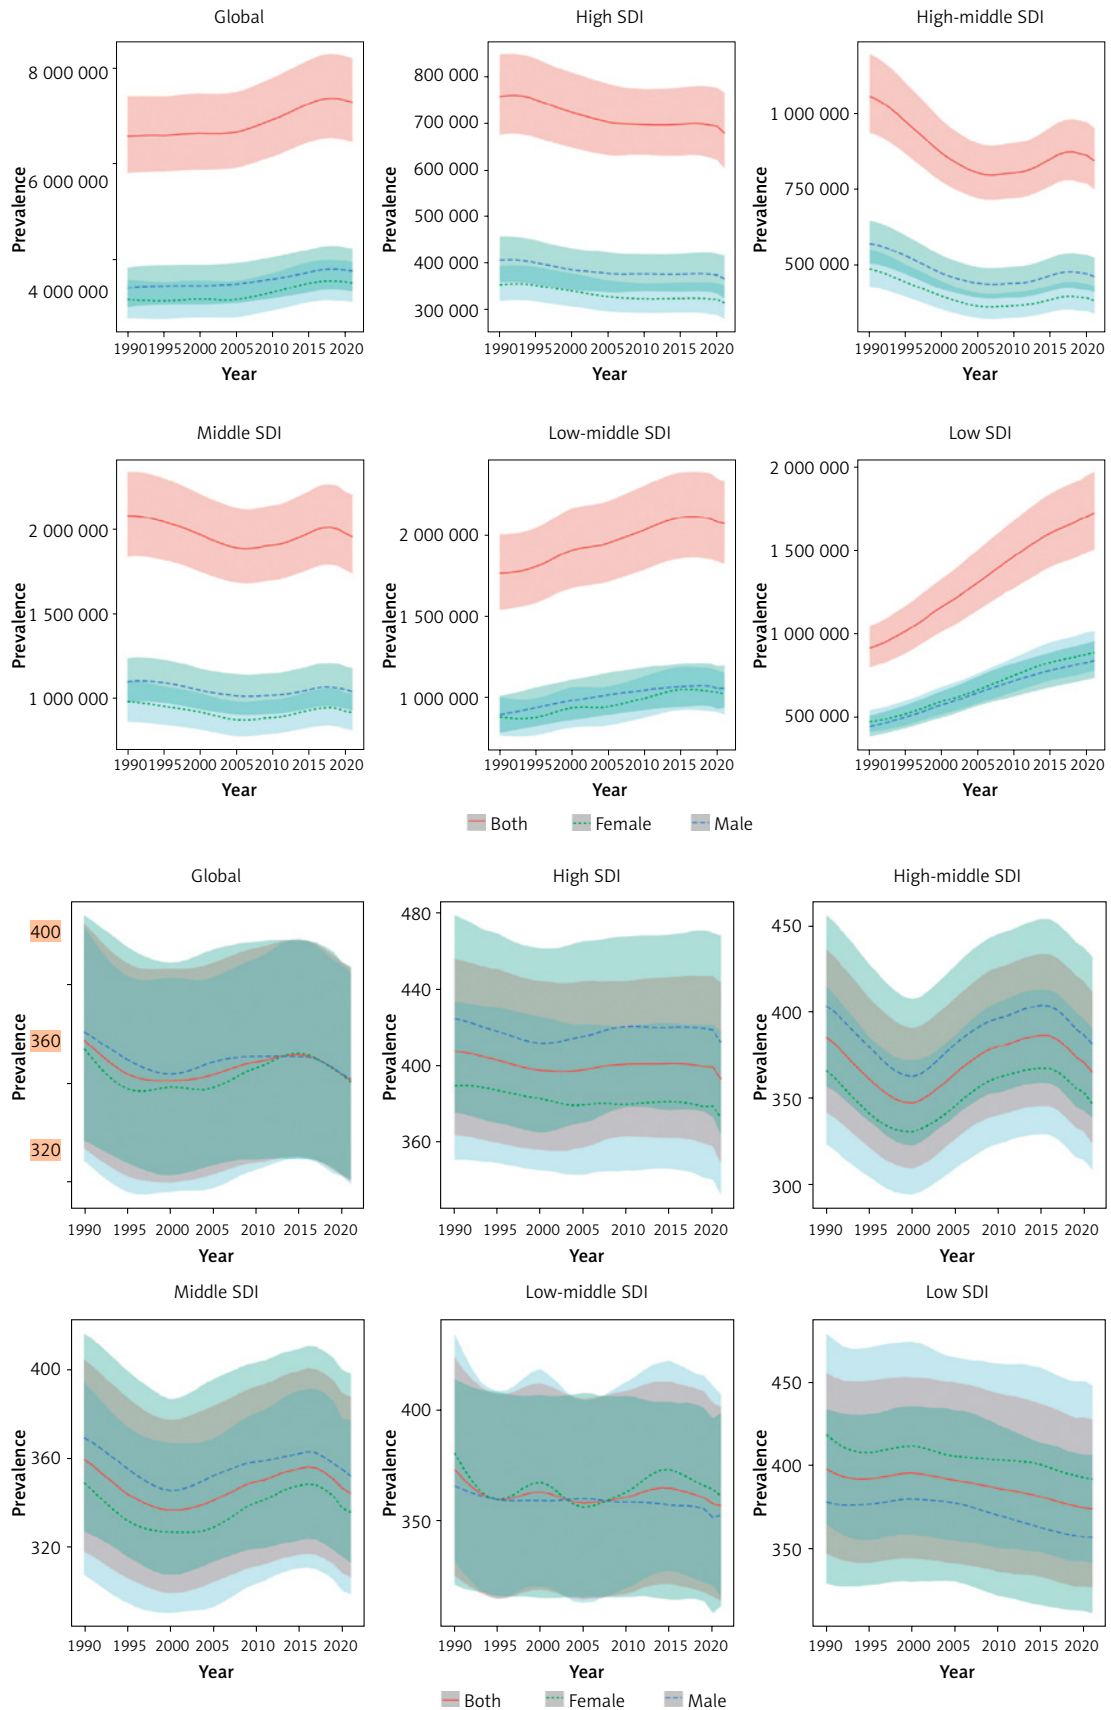 Global
High SDI
High-middle SDI
Prevalence
8 000 000
6 000 000
4 000 000
1990 1995 2000 2005 2010 2015 2020
Year
Prevalence
800 000
700 000
600 000
500 000
400 000
300 000
1990 1995 2000 2005 2010 2015 2020
Year
Prevalence
1 000 000
750 000
500 000
1990 1995 2000 2005 2010 2015 2020
Year
Middle SDI
Low-middle SDI
Low SDI
Prevalence
2 000 000
1 500 000
1 000 000
1990 1995 2000 2005 2010 2015 2020
Year
Prevalence
2 000 000
1 500 000
1 000 000
1990 1995 2000 2005 2010 2015 2020
Year
Prevalence
2 000 000
1 500 000
1 000 000
500 000
1990 1995 2000 2005 2010 2015 2020
Year
Both Female Male
Global
High SDI
High-middle SDI
Prevalence
400
360
320
1990 1995 2000 2005 2010 2015 2020
Year
Prevalence
480
440
400
360
1990 1995 2000 2005 2010 2015 2020
Year
Prevalence
450
400
350
300
1990 1995 2000 2005 2010 2015 2020
Year
Middle SDI
Low-middle SDI
Low SDI
Prevalence
400
360
320
1990 1995 2000 2005 2010 2015 2020
Year
Prevalence
400
350
1990 1995 2000 2005 2010 2015 2020
Year
Prevalence
450
400
350
1990 1995 2000 2005 2010 2015 2020
Year
Both Female Male